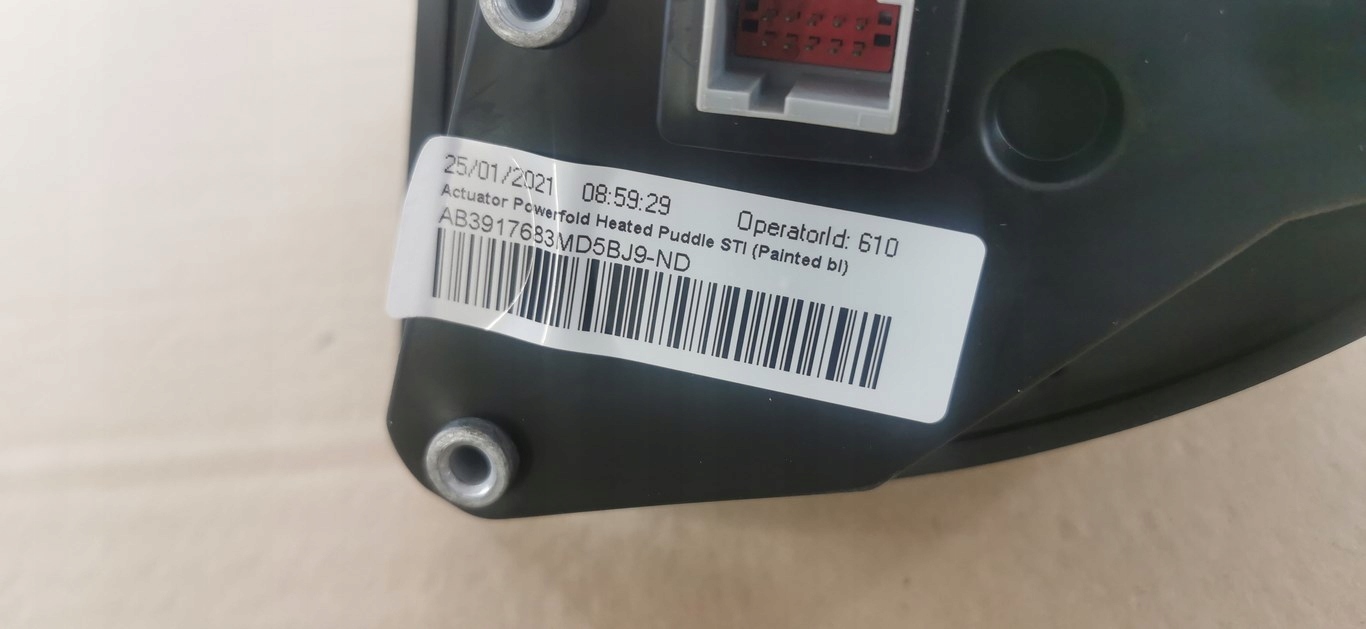 25/01/2021 08:59:29 OperatorId: 610
Actuator Powerfold Heated Puddle STI (Painted bl)
AB3917683MD5BJ9-ND